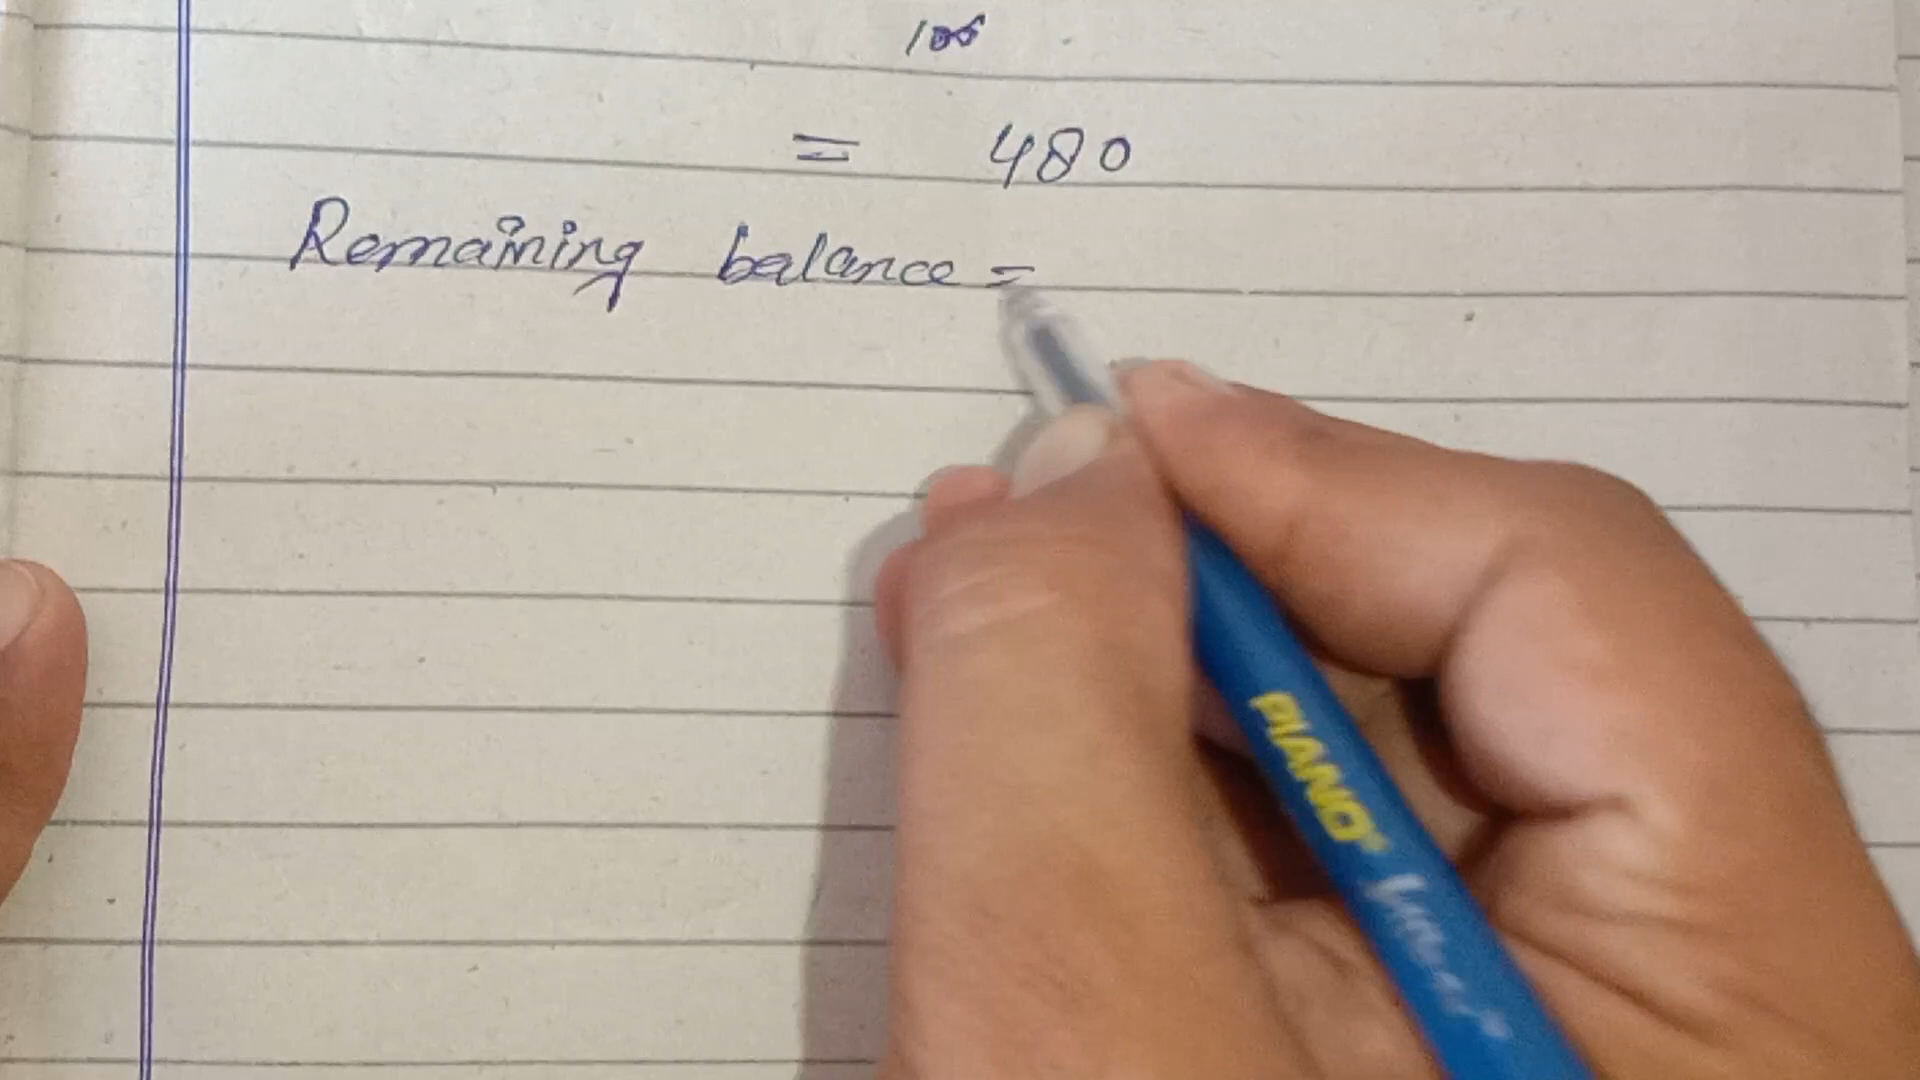 100
= 480
Remaining balance =
PIANO